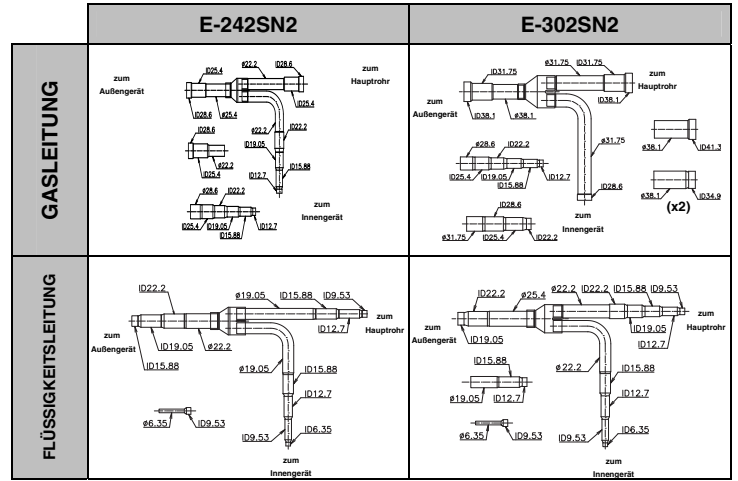 E-242SN2
E-302SN2
GASLEITUNG
zum
Außengerät
ID25.4
ø22.2
ID28.6
zum
Hauptrohr
ID28.6
ø25.4
ID25.4
ID28.6
ø22.2
ID22.2
ø22.2
ID25.4
ID19.05
ID15.88
ID12.7
ø28.6
ID22.2
zum
Innengerät
ID25.4
ID19.05
ID12.7
ID15.88
ø31.75
ID31.75
ID31.75
zum
Hauptrohr
zum
Außengerät
ID38.1
ID38.1
ø38.1
ø31.75
ø38.1
ID41.3
ø28.6
ID22.2
ID25.4
ID19.05
ID12.7
ID15.88
ID28.6
ø38.1
ID34.9
(x2)
ID28.6
zum
Innengerät
ø31.75
ID25.4
ID22.2
FLÜSSIGKEITSLEITUNG
ID22.2
ø19.05
ID15.88
ID9.53
zum
Außengerät
zum
Hauptrohr
ID12.7
ID19.05
ø22.2
ID15.88
ø19.05
ID15.88
ID12.7
ø6.35
ID9.53
ID9.53
ID6.35
zum
Innengerät
ID22.2
ø25.4
ø22.2
ID22.2
ID15.88
ID9.53
zum
Außengerät
zum
Hauptrohr
ID19.05
ID19.05
ID12.7
ID15.88
ø22.2
ID15.88
ø19.05
ID12.7
ID12.7
ø6.35
ID9.53
ID9.53
ID6.35
zum
Innengerät